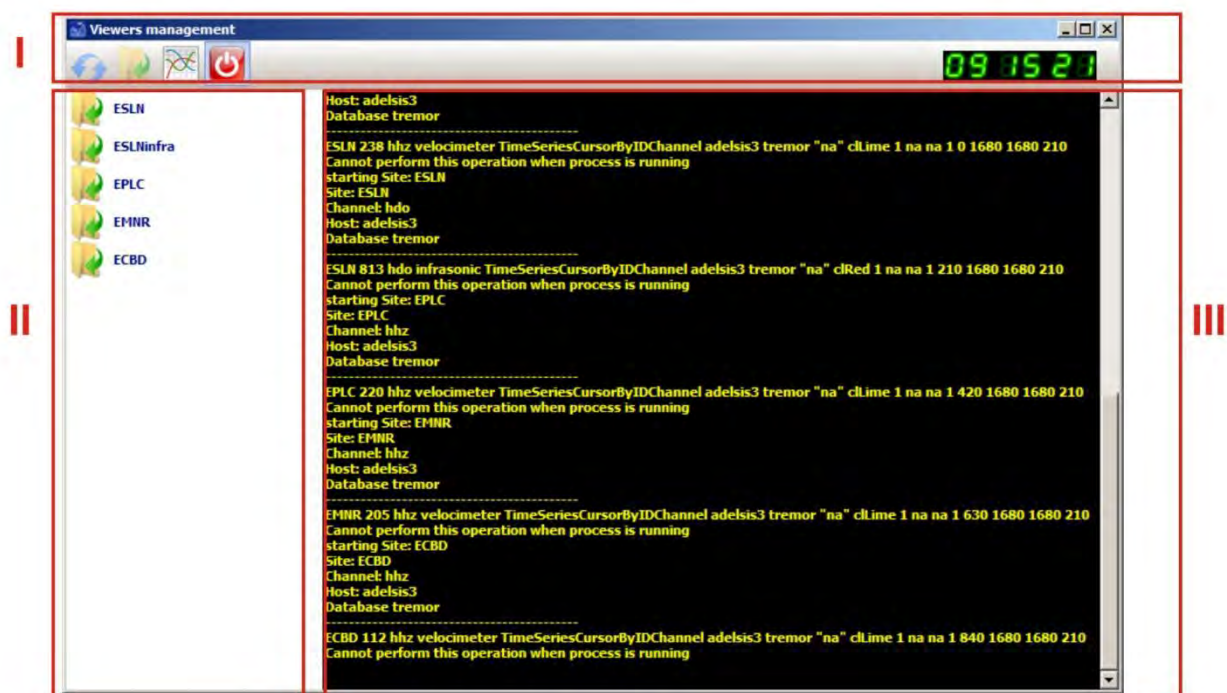 I
Viewers management
09 15 21
II
ESLN
ESLNinfra
EPLC
EMNR
ECBD
III
Host: adelsis3
Database tremor
--------------------------------------------
ESLN 238 hhz velocimeter TimeSeriesCursorByIDChannel adelsis3 tremor "na" clLime 1 na na 1 0 1680 1680 210
Cannot perform this operation when process is running
starting Site: ESLN
Site: ESLN
Channel: hdo
Host: adelsis3
Database tremor
--------------------------------------------
ESLN 813 hdo infrasonic TimeSeriesCursorByIDChannel adelsis3 tremor "na" clRed 1 na na 1 210 1680 1680 210
Cannot perform this operation when process is running
starting Site: EPLC
Site: EPLC
Channel: hhz
Host: adelsis3
Database tremor
--------------------------------------------
EPLC 220 hhz velocimeter TimeSeriesCursorByIDChannel adelsis3 tremor "na" clLime 1 na na 1 420 1680 1680 210
Cannot perform this operation when process is running
starting Site: EMNR
Site: EMNR
Channel: hhz
Host: adelsis3
Database tremor
--------------------------------------------
EMNR 205 hhz velocimeter TimeSeriesCursorByIDChannel adelsis3 tremor "na" clLime 1 na na 1 630 1680 1680 210
Cannot perform this operation when process is running
starting Site: ECBD
Site: ECBD
Channel: hhz
Host: adelsis3
Database tremor
--------------------------------------------
ECBD 112 hhz velocimeter TimeSeriesCursorByIDChannel adelsis3 tremor "na" clLime 1 na na 1 840 1680 1680 210
Cannot perform this operation when process is running